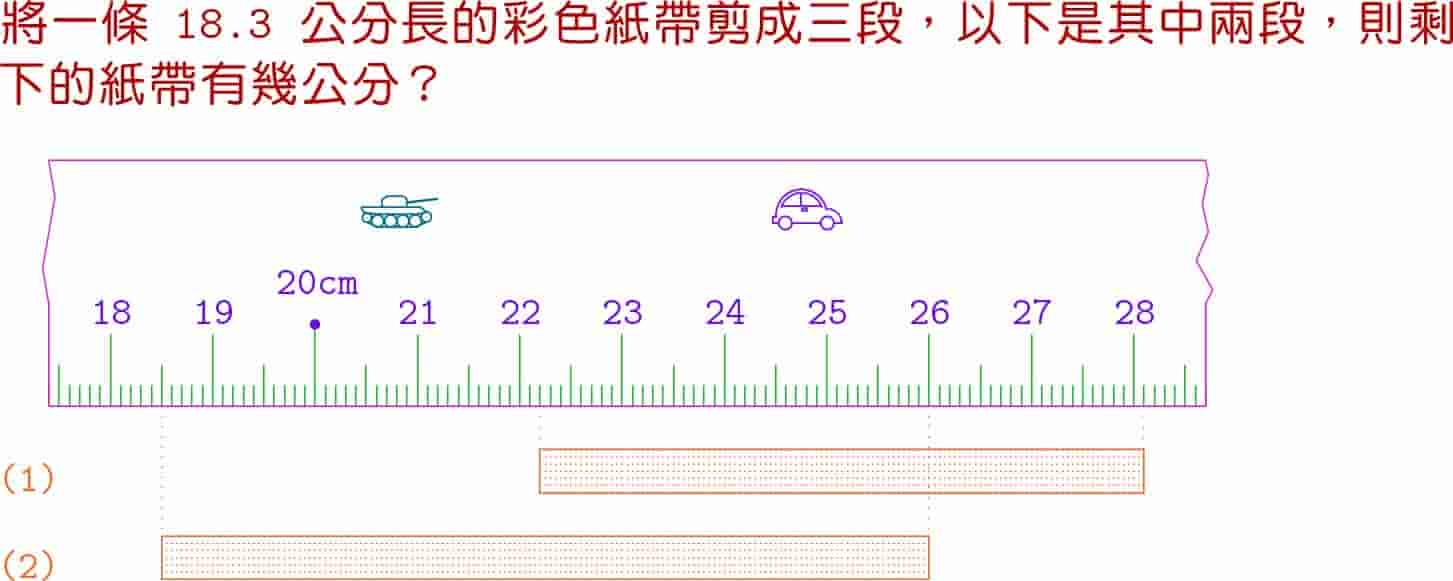 將一條 18.3 公分長的彩色紙帶剪成三段，以下是其中兩段，則剩
下的紙帶有幾公分？
20cm
18 19 21 22 23 24 25 26 27 28
(1)
(2)